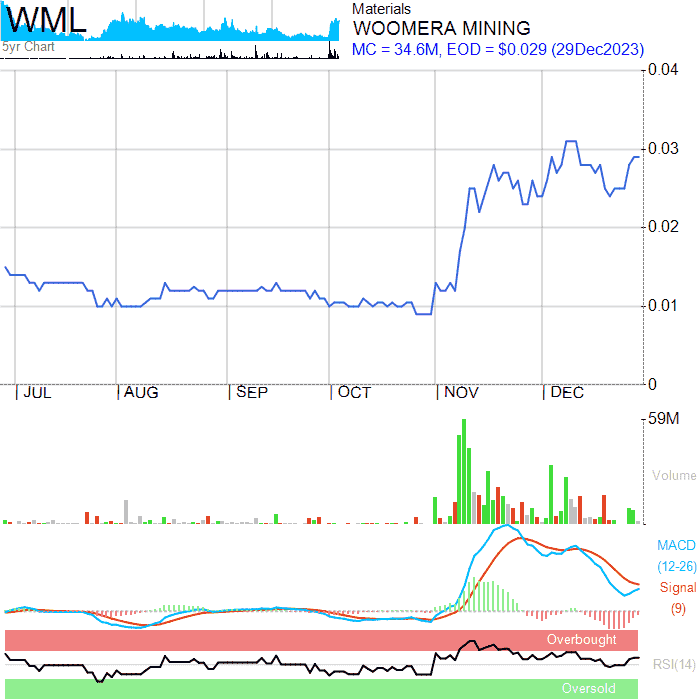 WML
5yr Chart
Materials
WOOMERA MINING
MC = 34.6M, EOD = $0.029 (29Dec2023)
0.04
0.03
0.02
0.01
0
JUL AUG SEP OCT NOV DEC
59M
Volume
MACD
(12-26)
Signal
(9)
Overbought
RSI(14)
Oversold